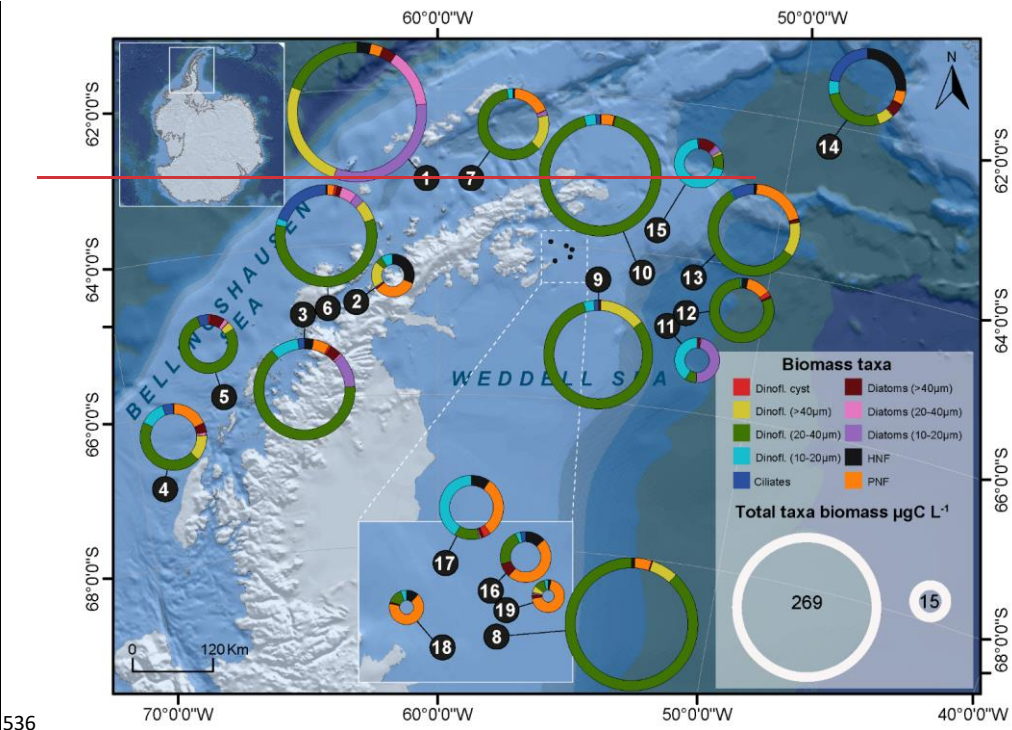 60°0'0"W 50°0'0"W
N
62°0'0"S
62°0'0"S
64°0'0"S
64°0'0"S
66°0'0"S
66°0'0"S
68°0'0"S
68°0'0"S
14
1
7
15
10
13
9
12
11
3
6
2
5
4
BELLINGSHAUSEN
SEA
WEDDELL SEA
Biomass taxa
Dinofl. cyst
Diatoms (>40µm)
Dinofl. (>40µm)
Diatoms (20-40µm)
Dinofl. (20-40µm)
Diatoms (10-20µm)
Dinofl. (10-20µm)
HNF
Ciliates
PNF
Total taxa biomass µgC L-1
269
15
17
16
19
18
8
0 120 Km
70°0'0"W 60°0'0"W 50°0'0"W 40°0'0"W
536